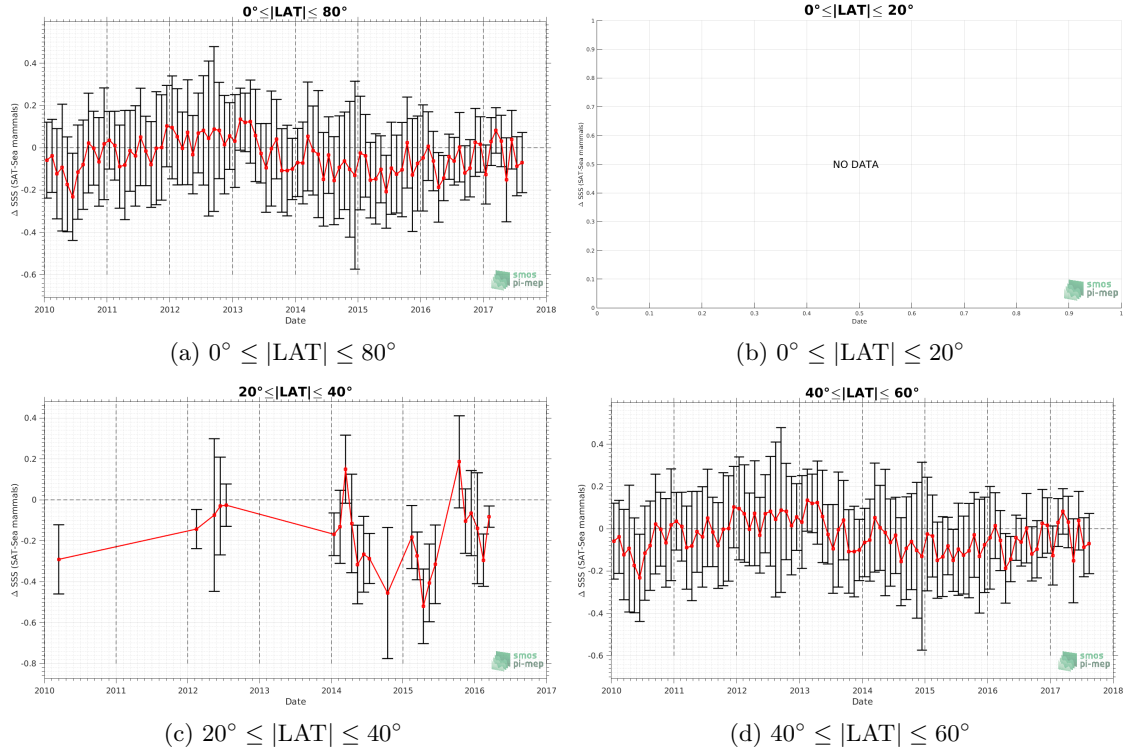 0°≤|LAT|≤ 80°
Δ SSS (SAT-Sea mammals)
0.4
0.2
0
-0.2
-0.4
-0.6
2010 2011 2012 2013 2014 2015 2016 2017 2018
Date
smos
pi-mep
(a) 0° ≤ |LAT| ≤ 80°
0°≤|LAT|≤ 20°
Δ SSS (SAT-Sea mammals)
1
0.9
0.8
0.7
0.6
0.5
0.4
0.3
0.2
0.1
0
NO DATA
0 0.1 0.2 0.3 0.4 0.5 0.6 0.7 0.8 0.9 1
Date
smos
pi-mep
(b) 0° ≤ |LAT| ≤ 20°
20°≤|LAT|≤ 40°
Δ SSS (SAT-Sea mammals)
0.4
0.2
0
-0.2
-0.4
-0.6
-0.8
2010 2011 2012 2013 2014 2015 2016 2017
Date
smos
pi-mep
(c) 20° ≤ |LAT| ≤ 40°
40°≤|LAT|≤ 60°
Δ SSS (SAT-Sea mammals)
0.4
0.2
0
-0.2
-0.4
-0.6
2010 2011 2012 2013 2014 2015 2016 2017 2018
Date
smos
pi-mep
(d) 40° ≤ |LAT| ≤ 60°